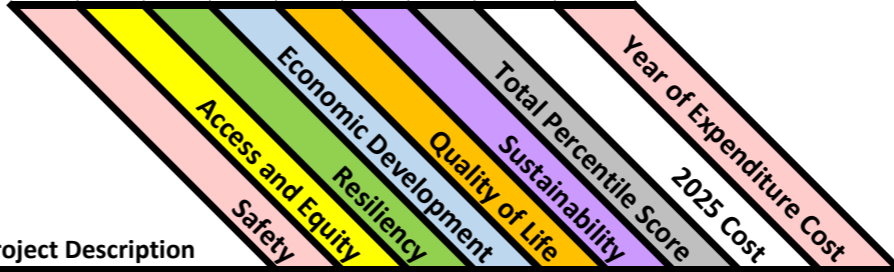 roject Description
Safety
Access and Equity
Resiliency
Economic Development
Quality of Life
Sustainability
Total Percentile Score
2025 Cost
Year of Expenditure Cost